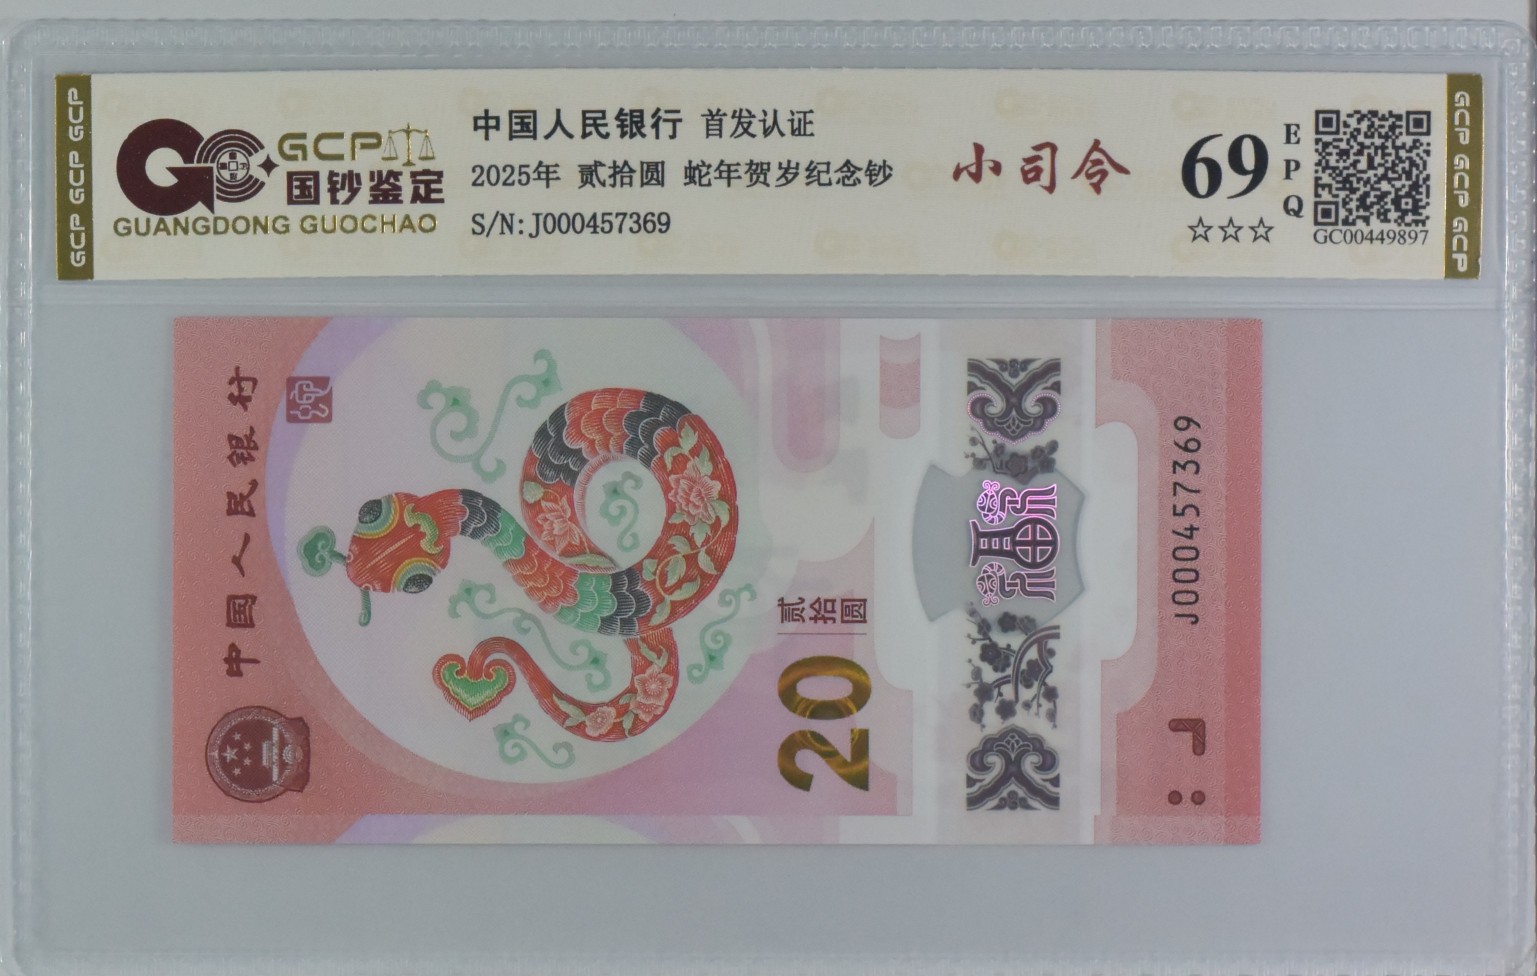 GCP GCP GCP
GCP
国钞鉴定
GUANGDONG GUOCHAO
中国人民银行 首发认证
2025年 贰拾圆 蛇年贺岁纪念钞
S/N:J000457369
小司令
69
EPQ
☆☆☆
GC00449897
GCP GCP GCP
中国人民银行
贰拾圆
20
J000457369